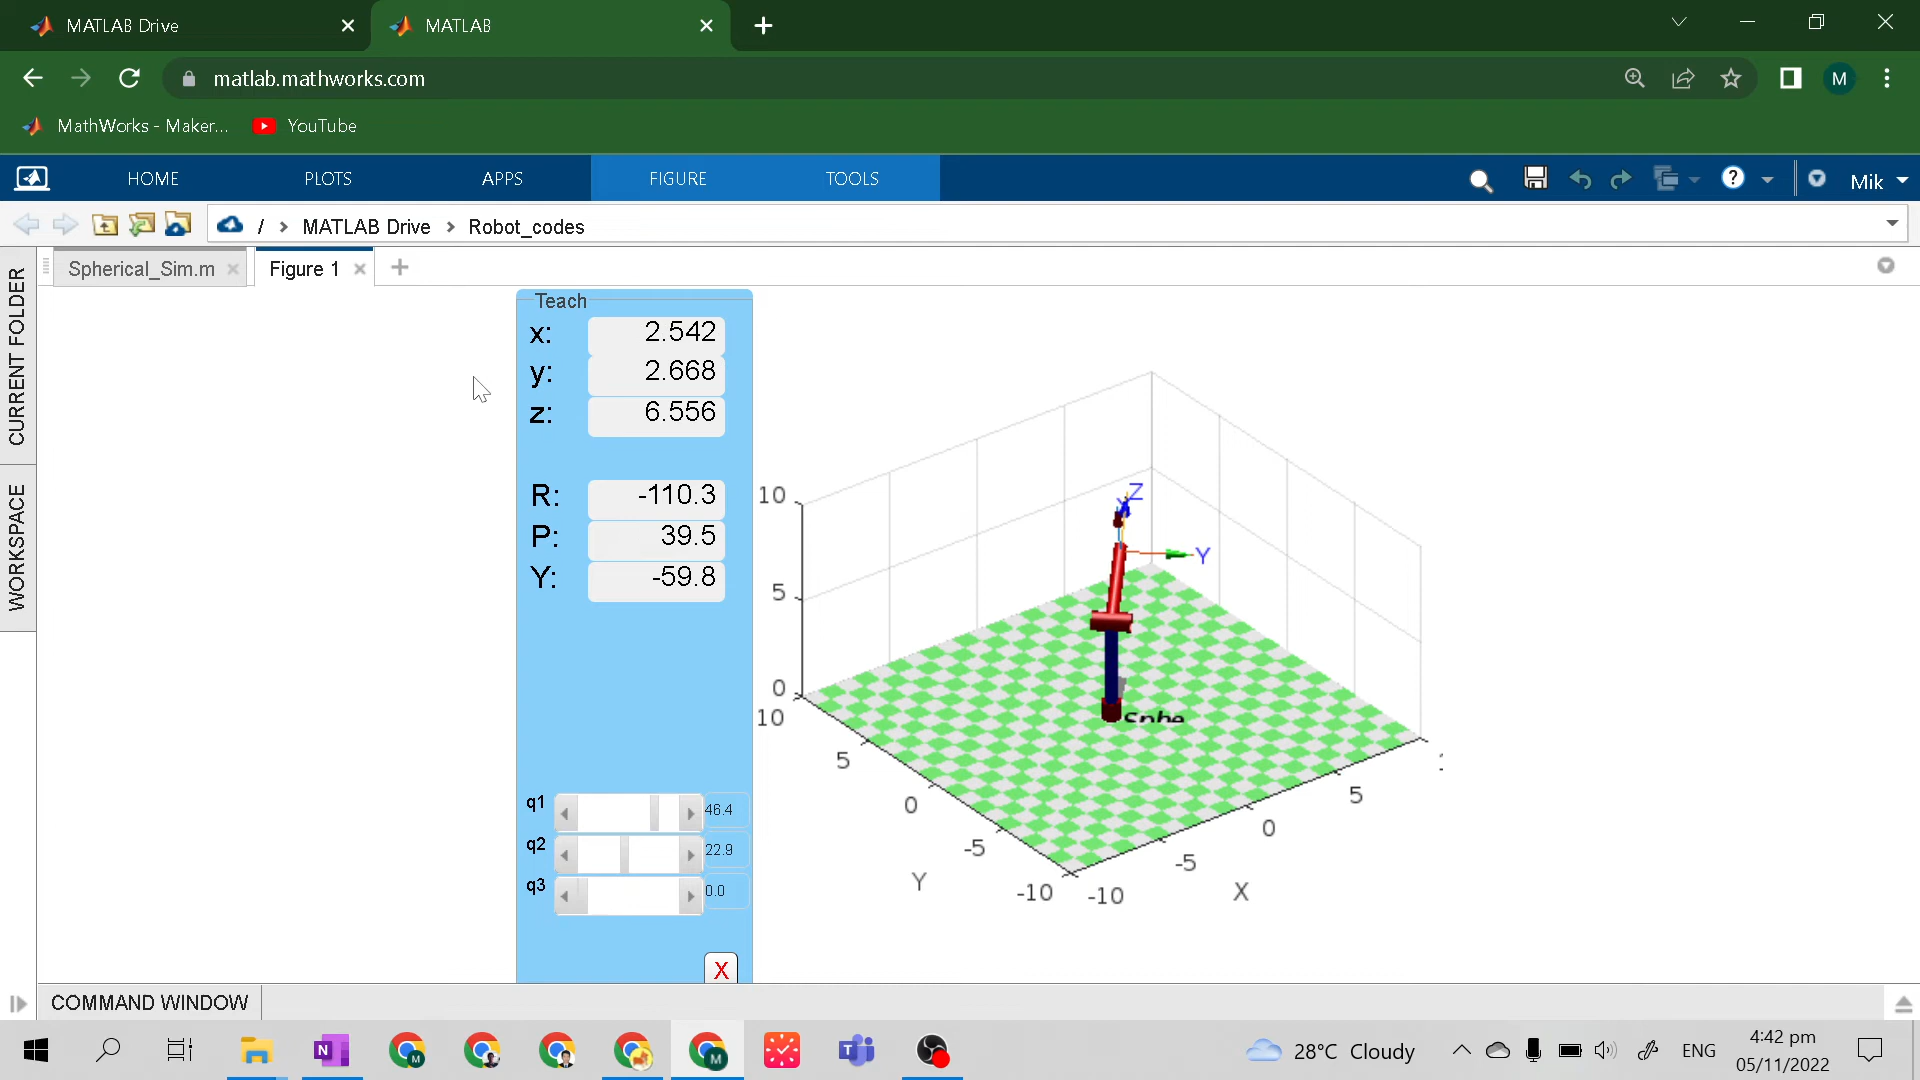 MATLAB Drive
MATLAB
matlab.mathworks.com
M
MathWorks - Maker...
YouTube
HOME
PLOTS
APPS
FIGURE
TOOLS
Mik
/ > MATLAB Drive > Robot_codes
CURRENT FOLDER
WORKSPACE
Spherical_Sim.m
Figure 1
Teach
x: 2.542
y: 2.668
z: 6.556
R: -110.3
P: 39.5
Y: -59.8
q1 46.4
q2 22.9
q3 0.0
X
10
5
0
10
5
0
-5
-10
Y
-10
-5
0
5
X
Z
Y
COMMAND WINDOW
28°C Cloudy
ENG
4:42 pm
05/11/2022